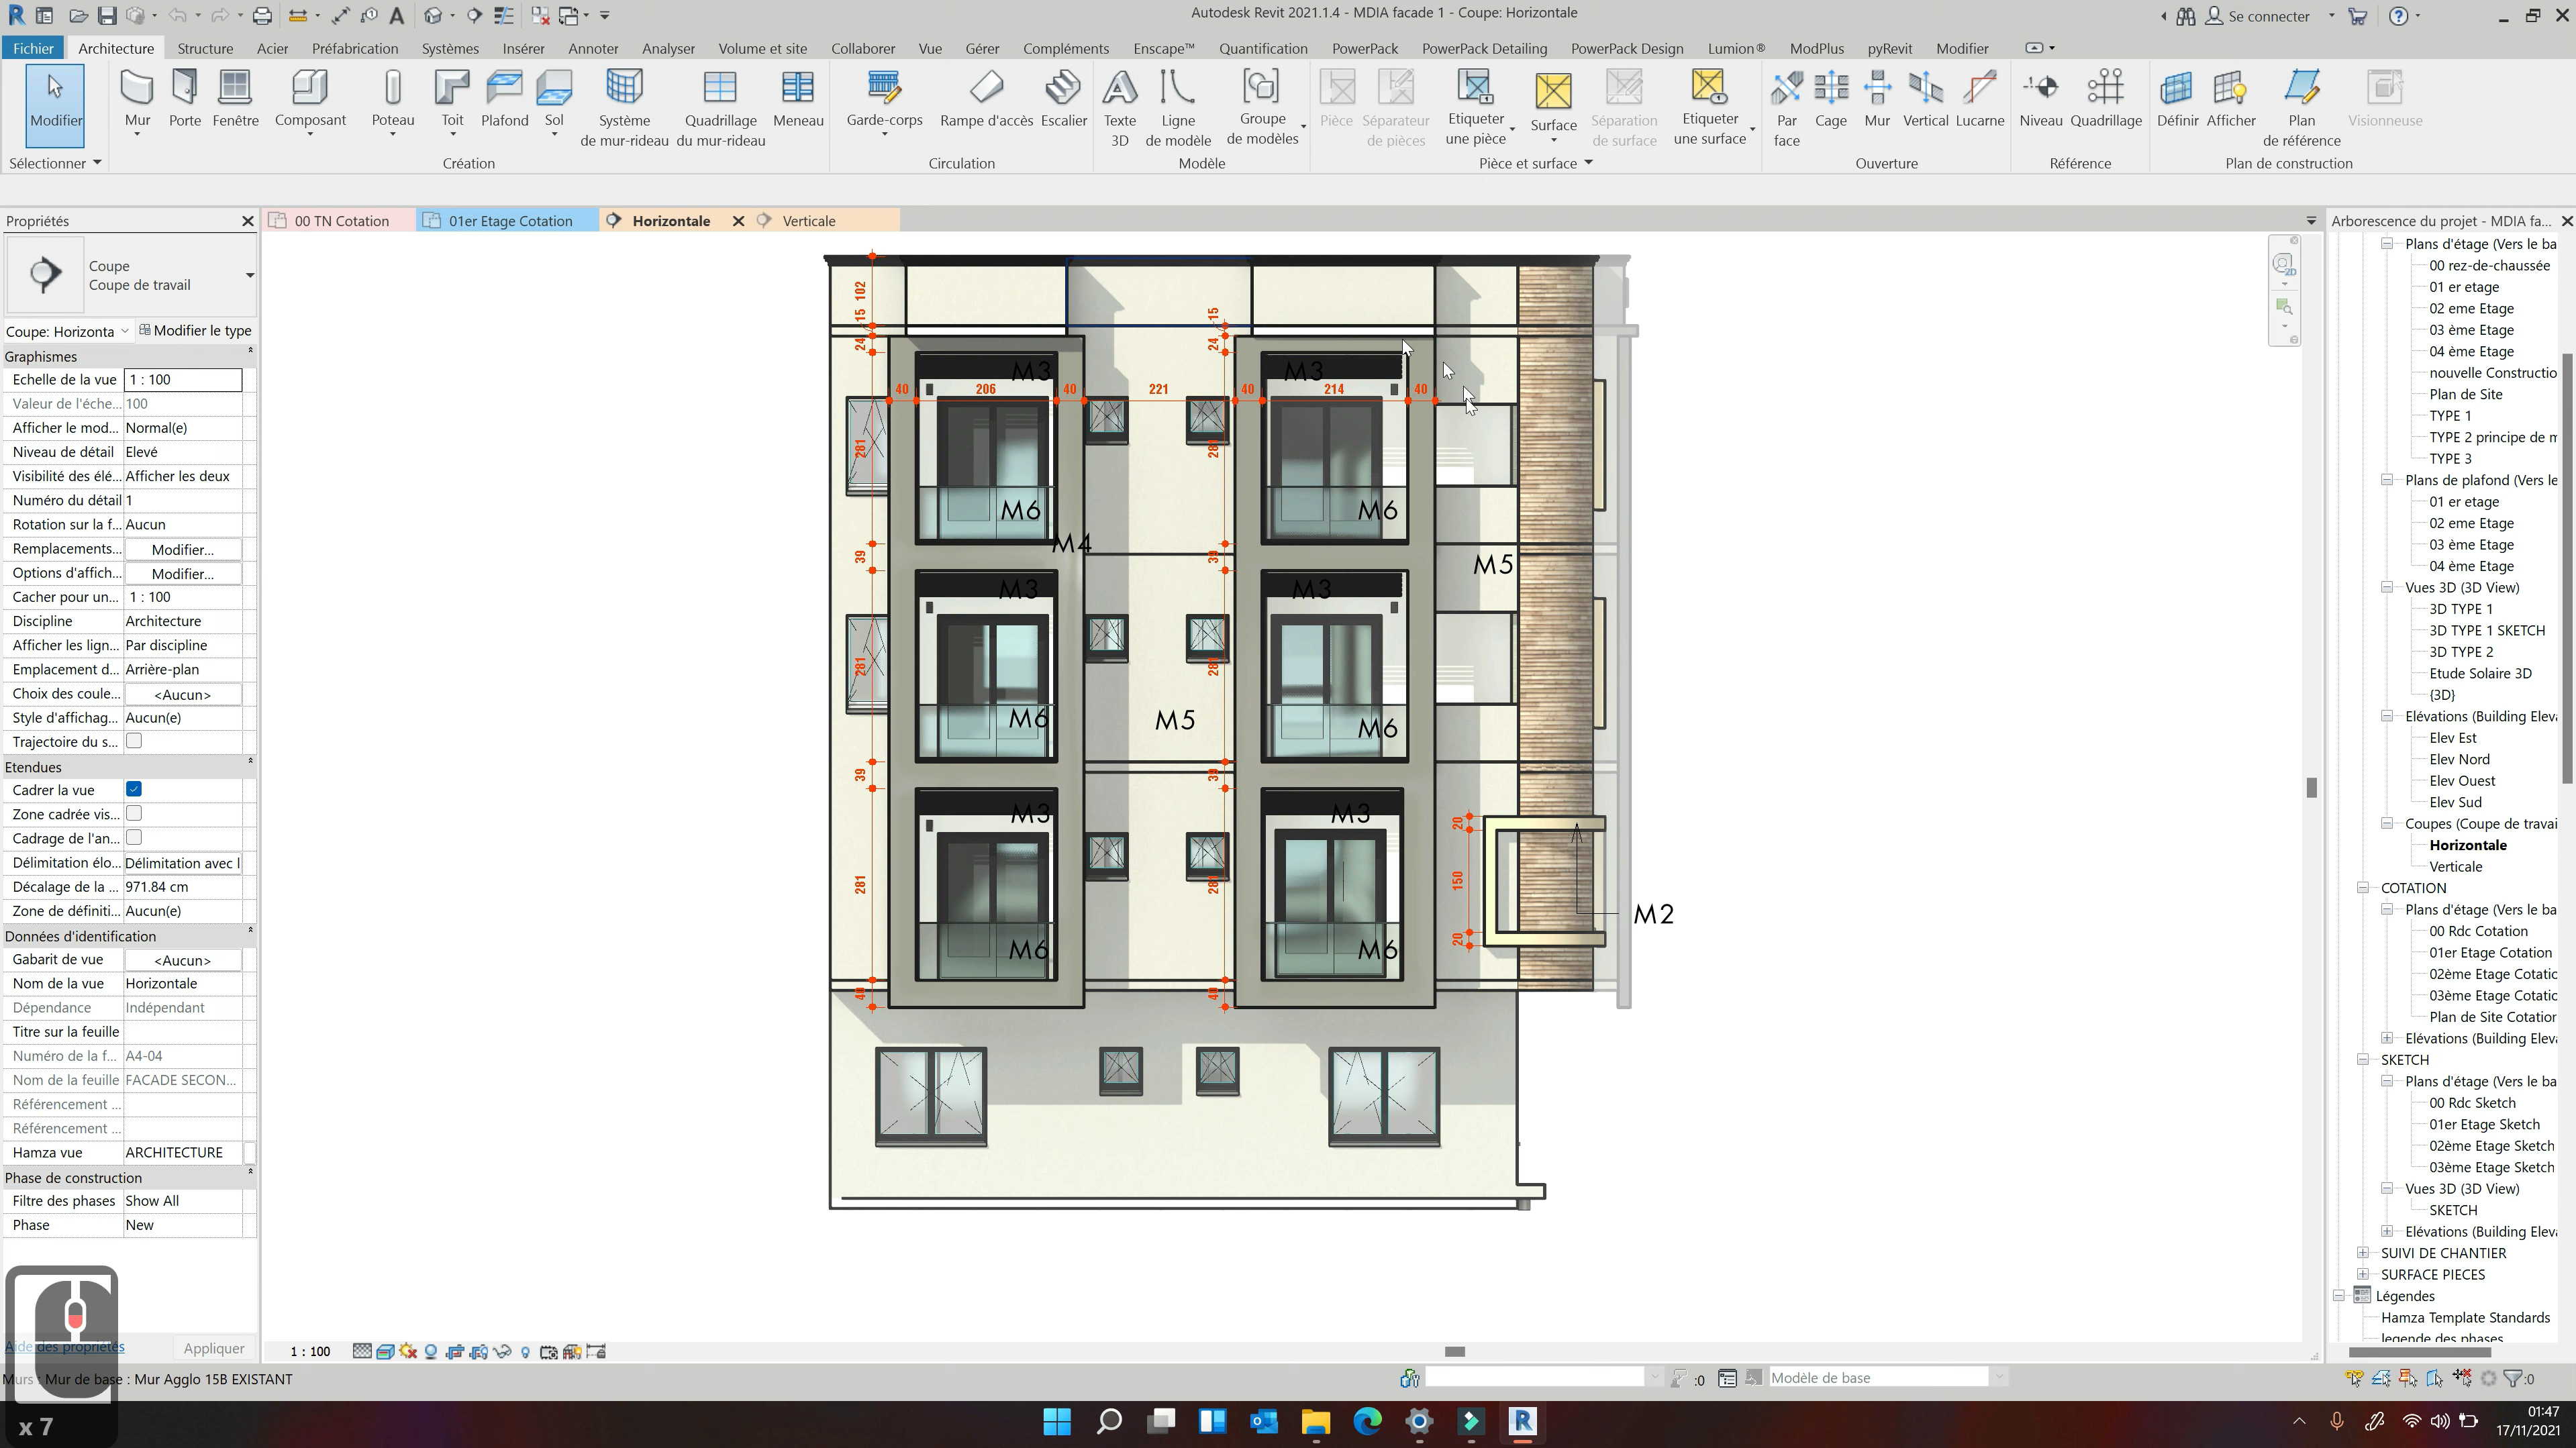 Autodesk Revit 2021.1.4 - MDIA facade 1 - Coupe: Horizontale
Se connecter
Fichier Architecture Structure Acier Préfabrication Systèmes Insérer Annoter Analyser Volume et site Collaborer Vue Gérer Compléments Enscape™ Quantification PowerPack PowerPack Detailing PowerPack Design Lumion® ModPlus pyRevit Modifier
Modifier Mur Porte Fenêtre Composant Poteau Toit Plafond Sol Système de mur-rideau Quadrillage du mur-rideau Meneau Garde-corps Rampe d'accès Escalier Texte 3D Ligne de modèle Groupe de modèles Pièce Séparateur de pièces Etiqueter une pièce Surface Séparation de surface Etiqueter une surface Par face Cage Mur Vertical Lucarne Niveau Quadrillage Définir Afficher Plan de référence Visionneuse
Sélectionner Création Circulation Modèle Pièce et surface Ouverture Référence Plan de construction
Propriétés
00 TN Cotation 01er Etage Cotation Horizontale Verticale
Coupe
Coupe de travail
Coupe: Horizonta Modifier le type
Graphismes
Echelle de la vue 1 : 100
Valeur de l'éche... 100
Afficher le mod... Normal(e)
Niveau de détail Elevé
Visibilité des élé... Afficher les deux
Numéro du détail 1
Rotation sur la f... Aucun
Remplacements... Modifier...
Options d'affich... Modifier...
Cacher pour un... 1 : 100
Discipline Architecture
Afficher les lign... Par discipline
Emplacement d... Arrière-plan
Choix des coule... <Aucun>
Style d'affichag... Aucun(e)
Trajectoire du s...
Etendues
Cadrer la vue
Zone cadrée vis...
Cadrage de l'an...
Délimitation élo... Délimitation avec l
Décalage de la ... 971.84 cm
Zone de définiti... Aucun(e)
Données d'identification
Gabarit de vue <Aucun>
Nom de la vue Horizontale
Dépendance Indépendant
Titre sur la feuille
Numéro de la f... A4-04
Nom de la feuille FACADE SECON...
Référencement ...
Référencement ...
Hamza vue ARCHITECTURE
Phase de construction
Filtre des phases Show All
Phase New
Aide des propriétés Appliquer
x 7
102
15 15
24 24
M3 M3
40 206 40 221 40 214 40
281 281
M6 M6
M4
39 39
M5
M3 M3
281 281
M6 M5 M6
39 39
M3 M3
20
281 281 150
M2
M6 M6
20
40 40
1 : 100
Murs : Mur de base : Mur Agglo 15B EXISTANT
:0
Modèle de base
:0
Arborescence du projet - MDIA fa...
Plans d'étage (Vers le ba
00 rez-de-chaussée
01 er etage
02 eme Etage
03 ème Etage
04 ème Etage
nouvelle Constructio
Plan de Site
TYPE 1
TYPE 2 principe de m
TYPE 3
Plans de plafond (Vers le
01 er etage
02 eme Etage
03 ème Etage
04 ème Etage
Vues 3D (3D View)
3D TYPE 1
3D TYPE 1 SKETCH
3D TYPE 2
Etude Solaire 3D
{3D}
Elévations (Building Elev
Elev Est
Elev Nord
Elev Ouest
Elev Sud
Coupes (Coupe de travai
Horizontale
Verticale
COTATION
Plans d'étage (Vers le ba
00 Rdc Cotation
01er Etage Cotation
02ème Etage Cotatic
03ème Etage Cotatic
Plan de Site Cotation
Elévations (Building Elev
SKETCH
Plans d'étage (Vers le ba
00 Rdc Sketch
01er Etage Sketch
02ème Etage Sketch
03ème Etage Sketch
Vues 3D (3D View)
SKETCH
Elévations (Building Elev
SUIVI DE CHANTIER
SURFACE PIECES
Légendes
Hamza Template Standards
legende des phases
01:47
17/11/2021